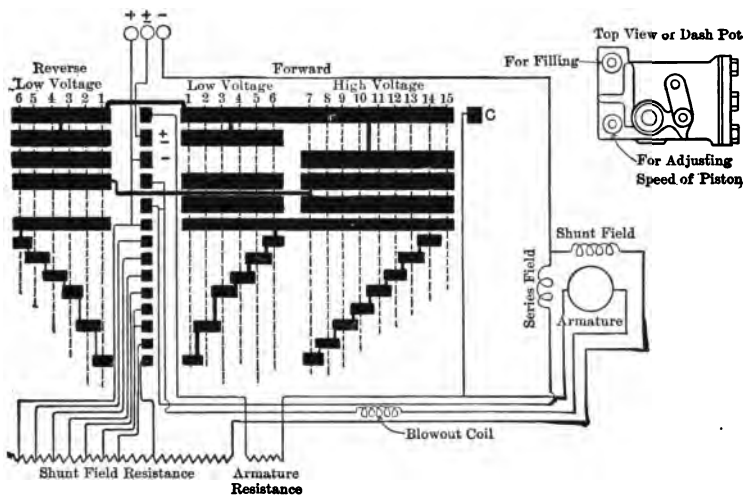 + ± −
Top View of Dash Pot
For Filling
Reverse
Low Voltage
6 5 4 3 2 1
Forward
Low Voltage
1 2 3 4 5 6
High Voltage
7 8 9 10 11 12 13 14 15
C
±
−
For Adjusting
Speed of Piston
Shunt Field
Series Field
Armature
Blowout Coil
Shunt Field Resistance
Armature
Resistance